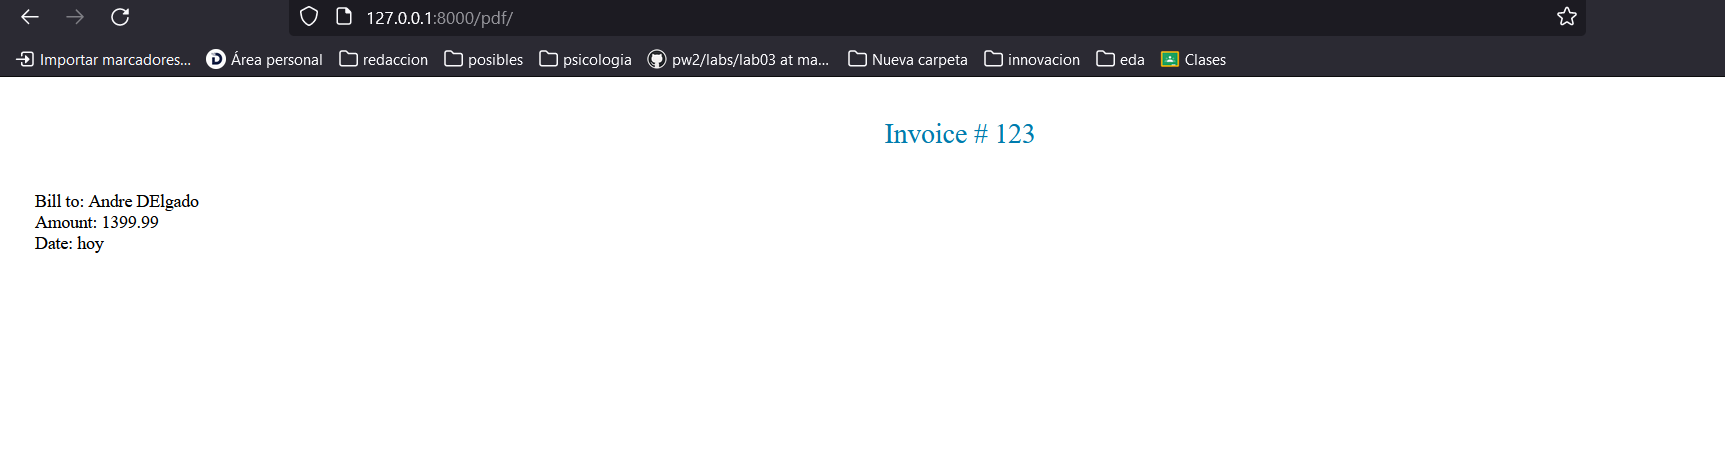 127.0.0.1:8000/pdf/
Importar marcadores... Área personal redaccion posibles psicologia pw2/labs/lab03 at ma... Nueva carpeta innovacion eda Clases
Invoice # 123
Bill to: Andre DElgado
Amount: 1399.99
Date: hoy